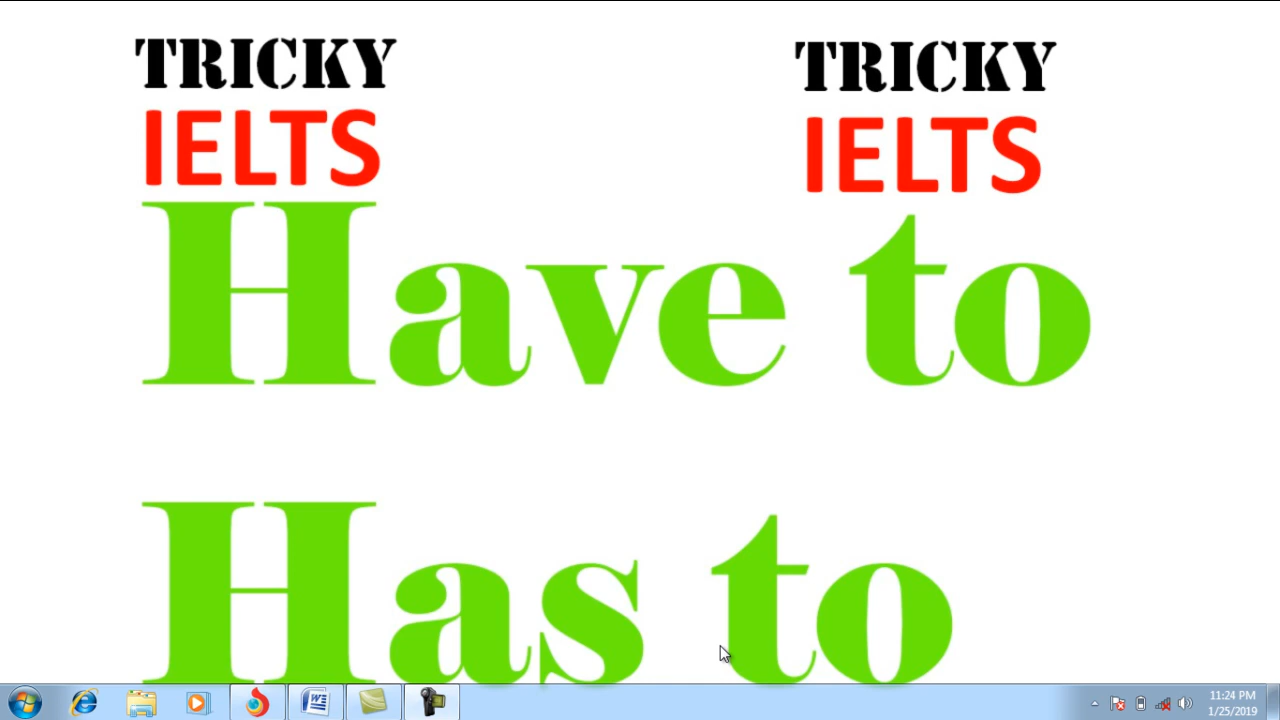 TRICKY TRICKY
IELTS IELTS
Have to
Has to
11:24 PM
1/25/2019